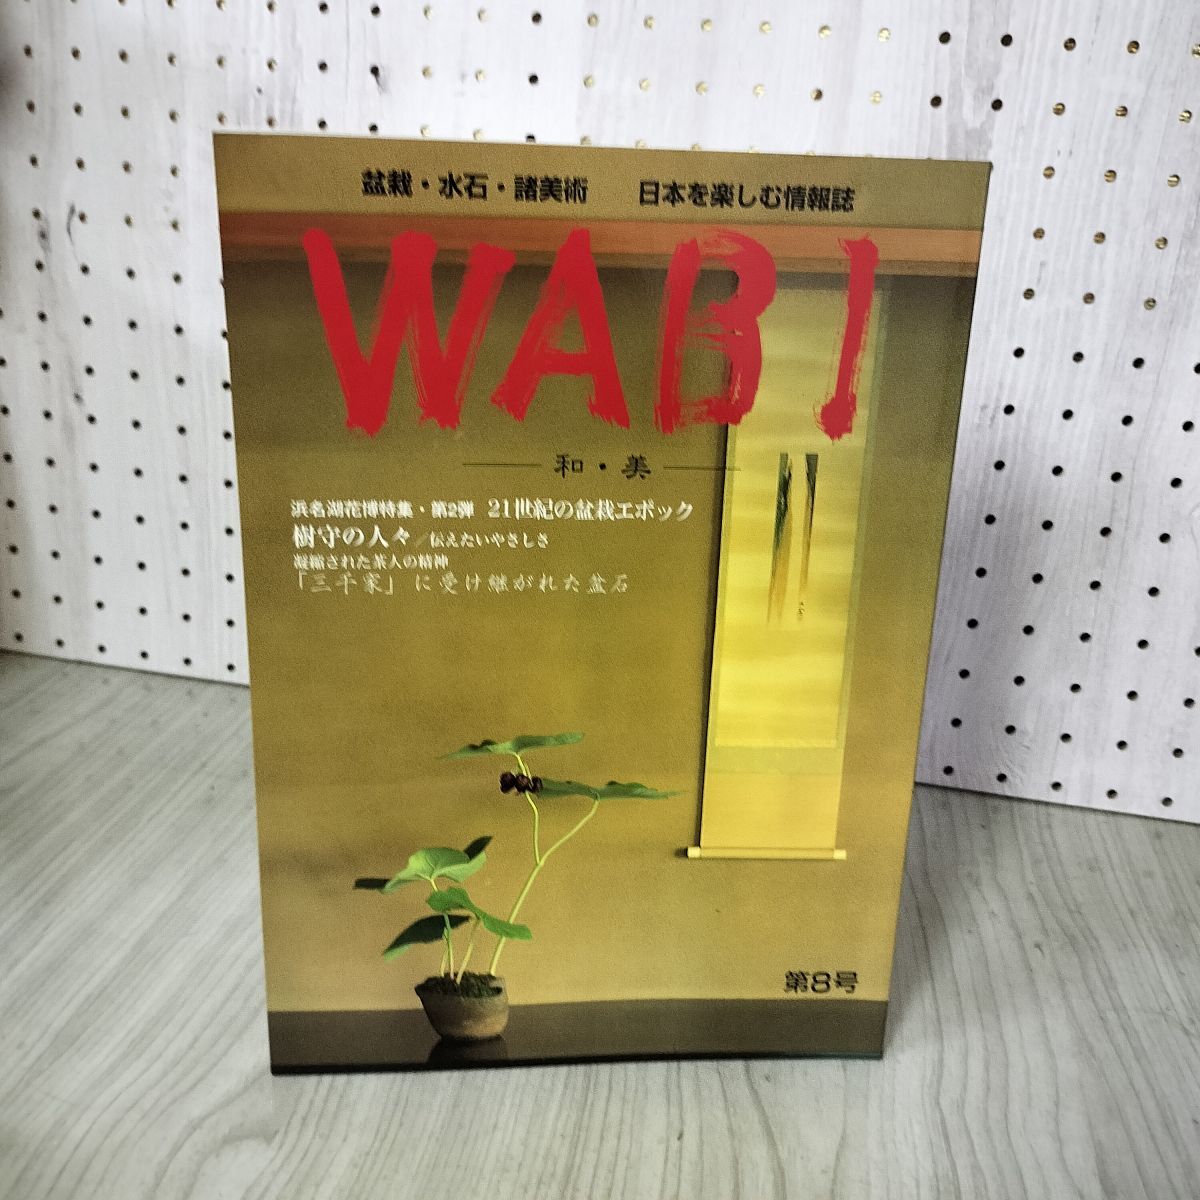 盆栽・水石・諸美術　日本を楽しむ情報誌
WABI
和・美
浜名湖花博特集・第2弾 21世紀の盆栽エポック
樹守の人々／伝えたいやさしさ
凝縮された茶人の精神
「三千家」に受け継がれた盆石
第8号